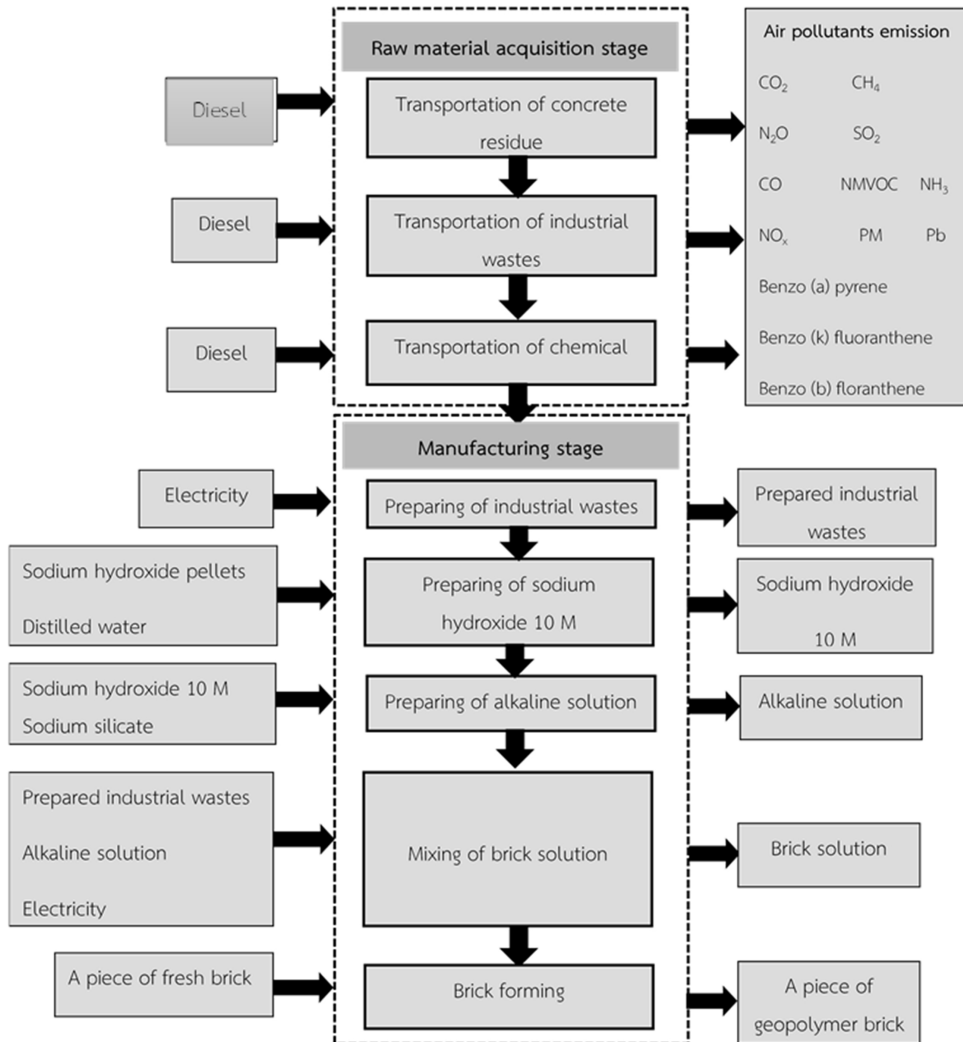 Raw material acquisition stage
Diesel
Transportation of concrete
residue
Diesel
Transportation of industrial
wastes
Diesel
Transportation of chemical
Air pollutants emission
CO₂ CH₄
N₂O SO₂
CO NMVOC NH₃
NOₓ PM Pb
Benzo (a) pyrene
Benzo (k) fluoranthene
Benzo (b) floranthene
Manufacturing stage
Electricity
Preparing of industrial wastes
Prepared industrial
wastes
Sodium hydroxide pellets
Distilled water
Preparing of sodium
hydroxide 10 M
Sodium hydroxide
10 M
Sodium hydroxide 10 M
Sodium silicate
Preparing of alkaline solution
Alkaline solution
Prepared industrial wastes
Alkaline solution
Electricity
Mixing of brick solution
Brick solution
A piece of fresh brick
Brick forming
A piece of
geopolymer brick